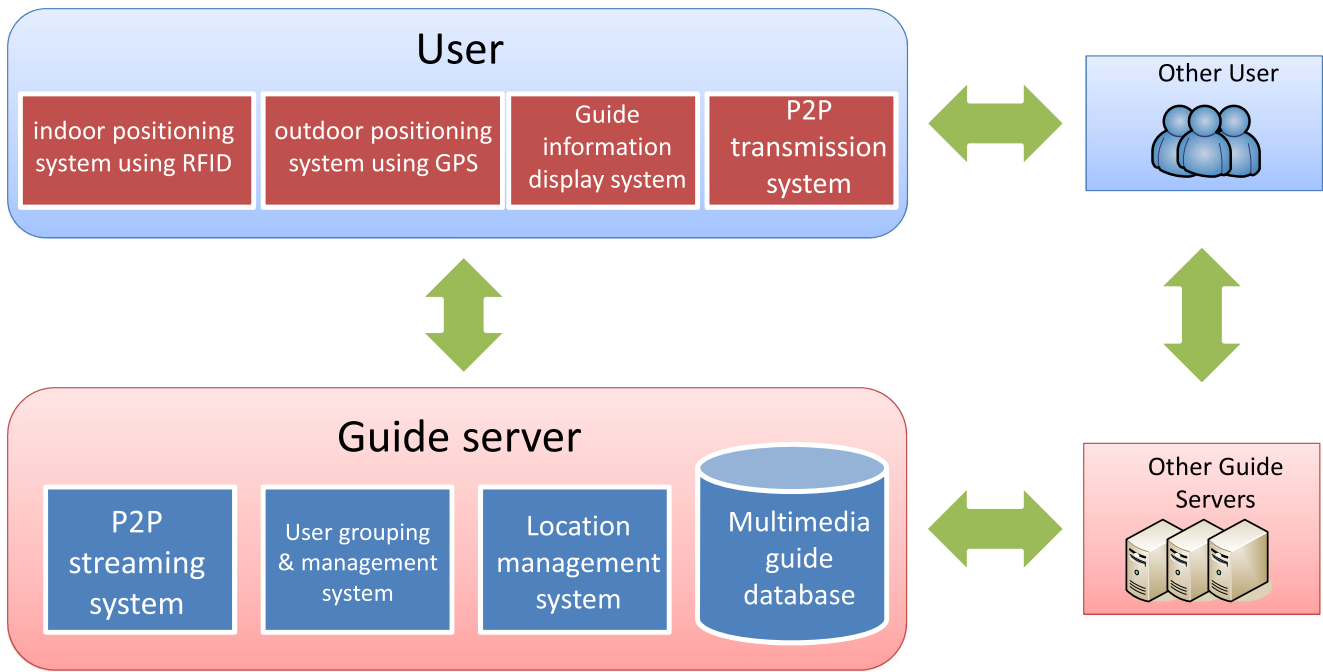 User
indoor positioning
system using RFID
outdoor positioning
system using GPS
Guide
information
display system
P2P
transmission
system
Other User
Guide server
P2P
streaming
system
User grouping
& management
system
Location
management
system
Multimedia
guide
database
Other Guide
Servers